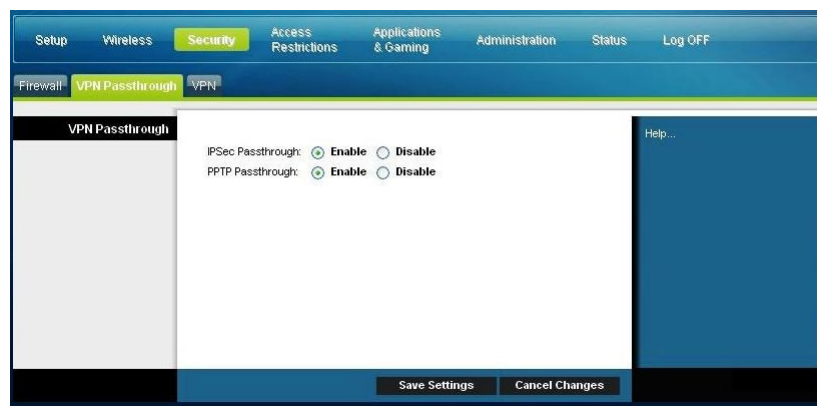 Setup Wireless Security Access Restrictions Applications & Gaming Administration Status Log OFF
Firewall VPN Passthrough VPN
VPN Passthrough
Help...
IPSec Passthrough: Enable Disable
PPTP Passthrough: Enable Disable
Save Settings Cancel Changes